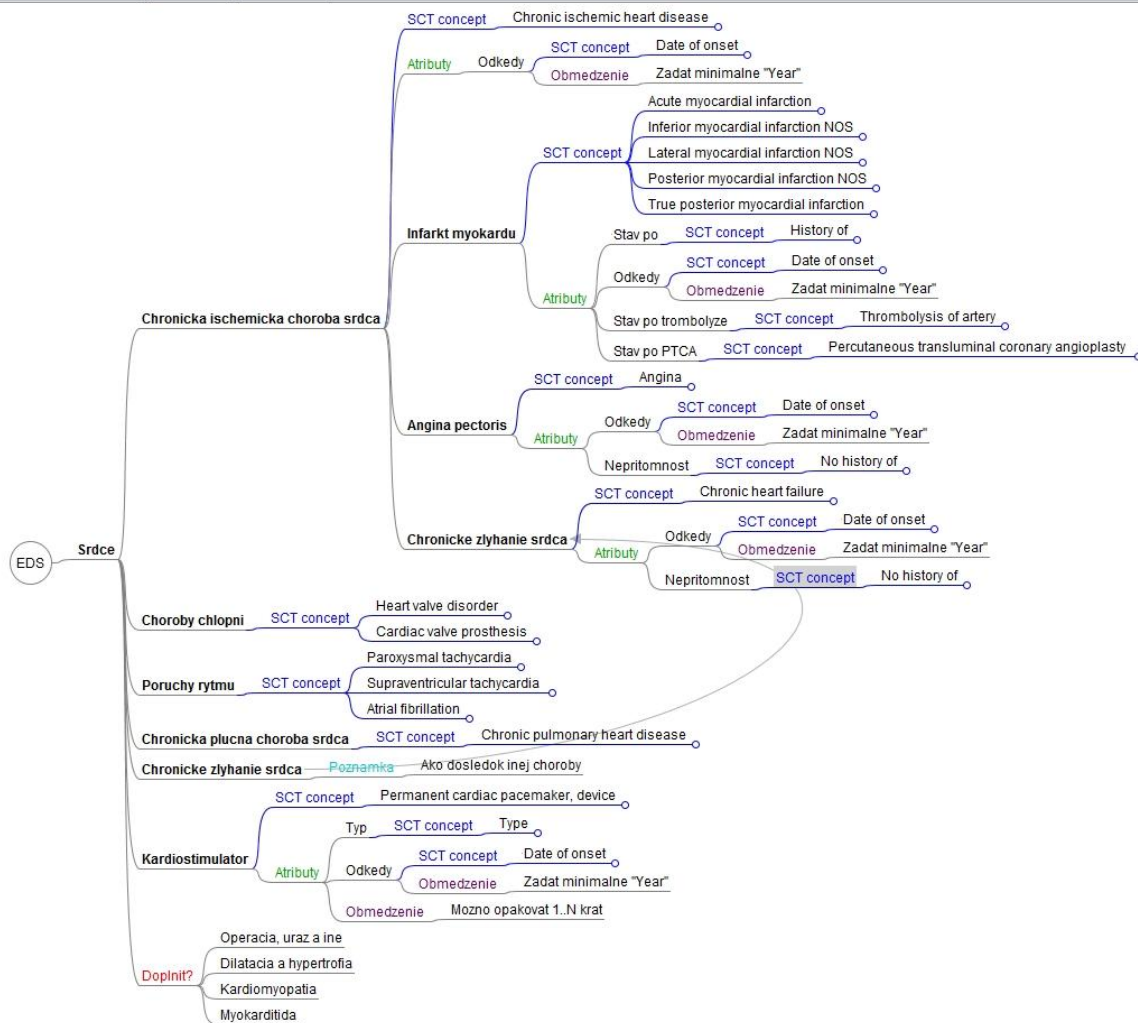 EDS
Srdce
Chronicka ischemicka choroba srdca
SCT concept
Chronic ischemic heart disease
Atributy
Odkedy
SCT concept
Date of onset
Obmedzenie
Zadat minimalne "Year"
Infarkt myokardu
SCT concept
Acute myocardial infarction
Inferior myocardial infarction NOS
Lateral myocardial infarction NOS
Posterior myocardial infarction NOS
True posterior myocardial infarction
Atributy
Stav po
SCT concept
History of
Odkedy
SCT concept
Date of onset
Obmedzenie
Zadat minimalne "Year"
Stav po trombolyze
SCT concept
Thrombolysis of artery
Stav po PTCA
SCT concept
Percutaneous transluminal coronary angioplasty
Angina pectoris
SCT concept
Angina
Atributy
Odkedy
SCT concept
Date of onset
Obmedzenie
Zadat minimalne "Year"
Nepritomnost
SCT concept
No history of
Chronicke zlyhanie srdca
SCT concept
Chronic heart failure
Atributy
Odkedy
SCT concept
Date of onset
Obmedzenie
Zadat minimalne "Year"
Nepritomnost
SCT concept
No history of
Choroby chlopni
SCT concept
Heart valve disorder
Cardiac valve prosthesis
Poruchy rytmu
SCT concept
Paroxysmal tachycardia
Supraventricular tachycardia
Atrial fibrillation
Chronicka plucna choroba srdca
SCT concept
Chronic pulmonary heart disease
Chronicke zlyhanie srdca
Poznamka
Ako dosledok inej choroby
Kardiostimulator
SCT concept
Permanent cardiac pacemaker, device
Atributy
Typ
SCT concept
Type
Odkedy
SCT concept
Date of onset
Obmedzenie
Zadat minimalne "Year"
Obmedzenie
Mozno opakovat 1..N krat
Doplnit?
Operacia, uraz a ine
Dilatacia a hypertrofia
Kardiomyopatia
Myokarditida